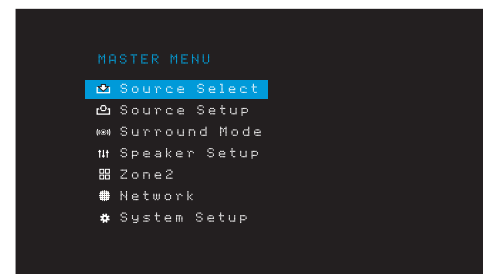 MASTER MENU
Source Select
Source Setup
Surround Mode
Speaker Setup
Zone2
Network
System Setup